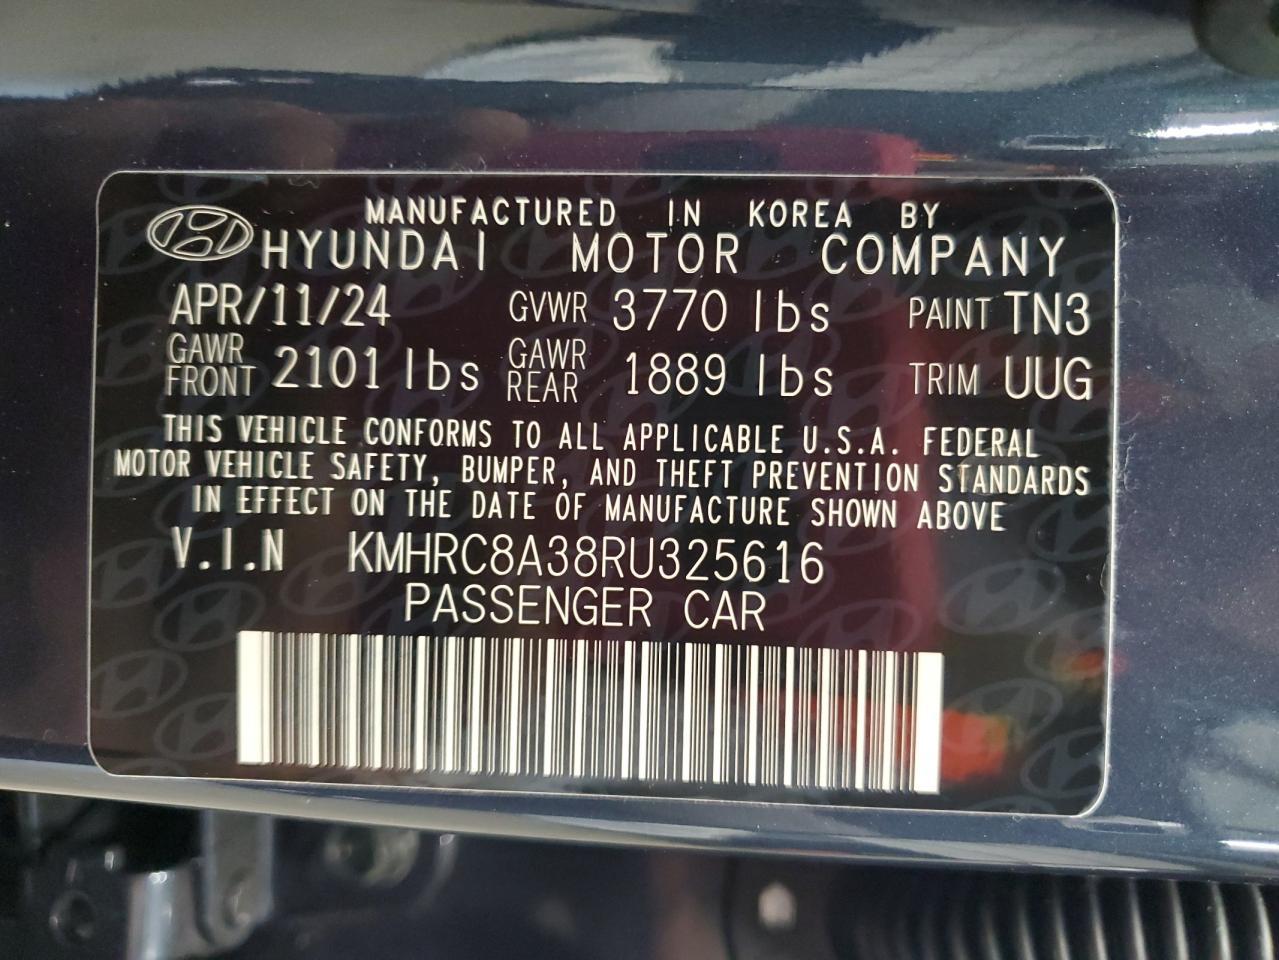 MANUFACTURED IN KOREA BY
HYUNDAI MOTOR COMPANY
APR/11/24 GVWR 3770 lbs PAINT TN3
GAWR FRONT 2101 lbs GAWR REAR 1889 lbs TRIM UUG
THIS VEHICLE CONFORMS TO ALL APPLICABLE U.S.A. FEDERAL
MOTOR VEHICLE SAFETY, BUMPER, AND THEFT PREVENTION STANDARDS
IN EFFECT ON THE DATE OF MANUFACTURE SHOWN ABOVE
V.I.N KMHRC8A38RU325616
PASSENGER CAR